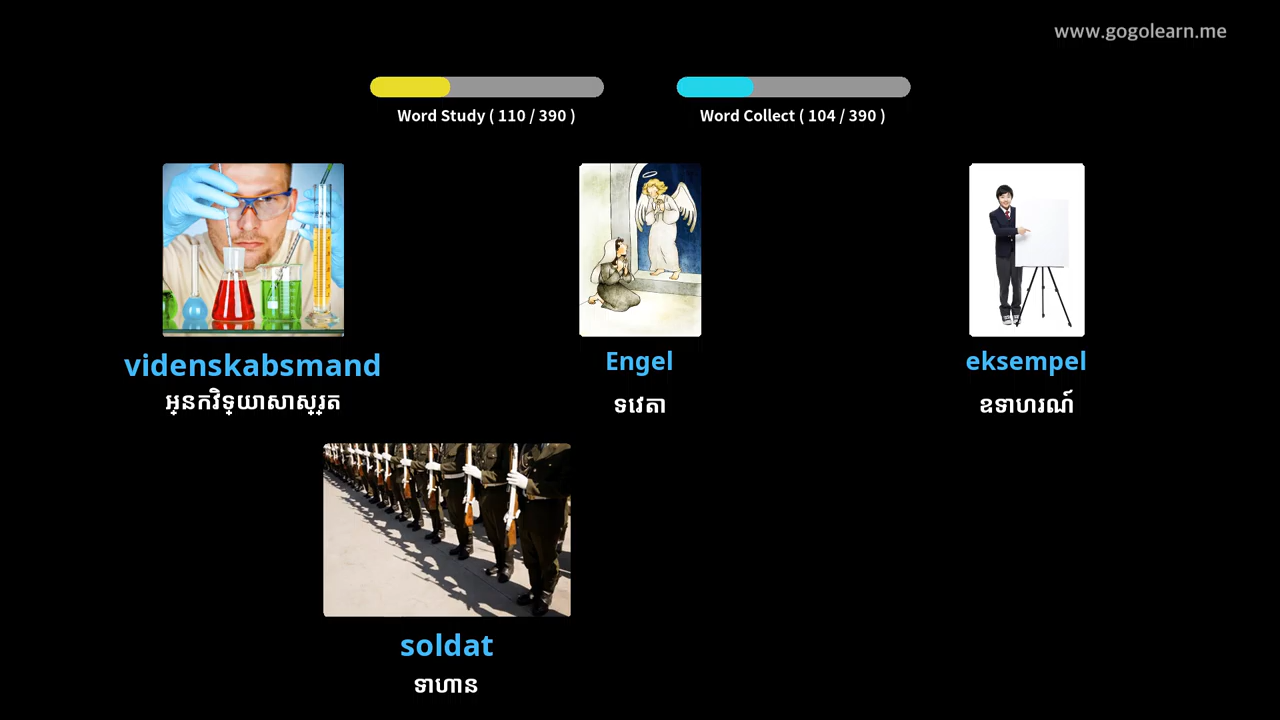 www.gogolearn.me
Word Study ( 110 / 390 )
Word Collect ( 104 / 390 )
videnskabsmand
អ្នកវិទ្យាសាស្រ្ត
Engel
ទេវតា
eksempel
ឧទាហរណ៍
soldat
ទាហាន